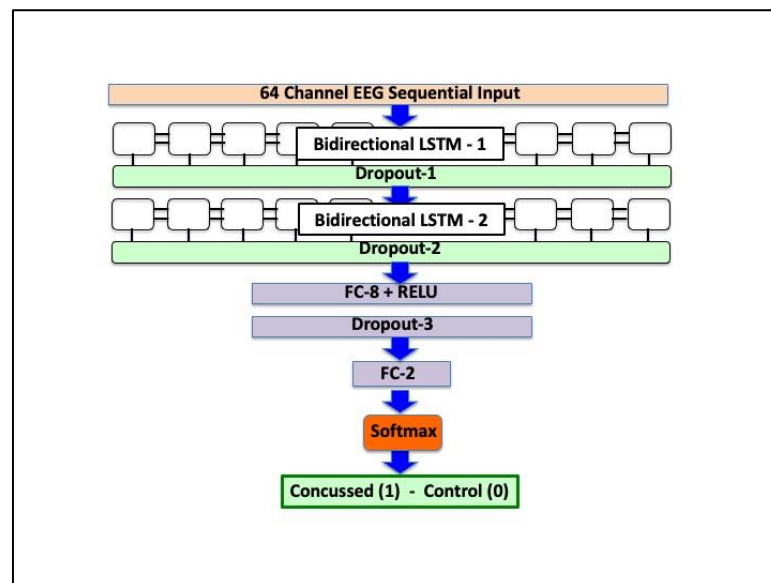 64 Channel EEG Sequential Input
Bidirectional LSTM - 1
Dropout-1
Bidirectional LSTM - 2
Dropout-2
FC-8 + RELU
Dropout-3
FC-2
Softmax
Concussed (1) - Control (0)